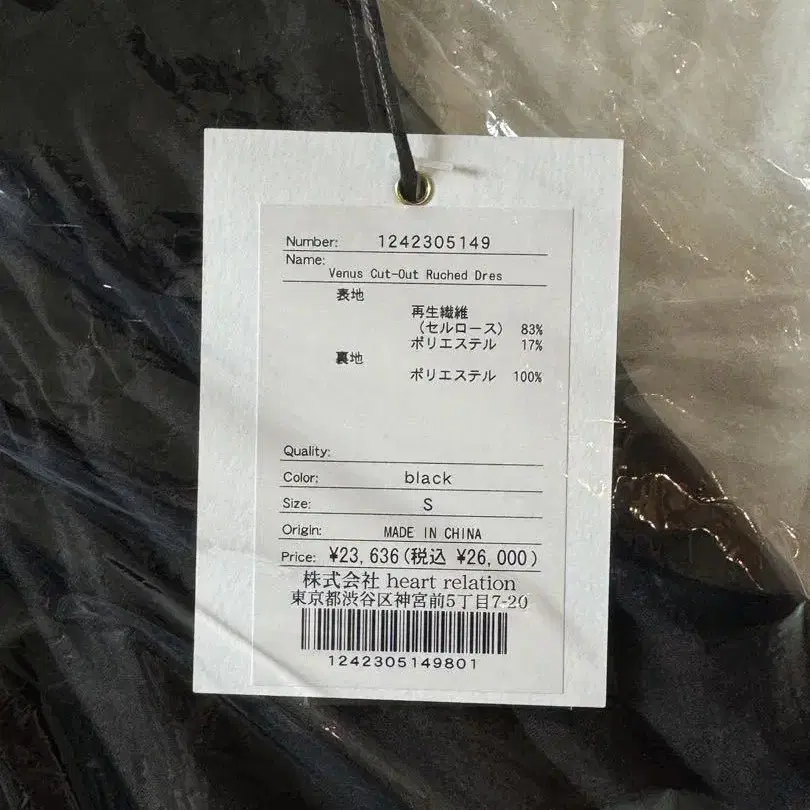 Number: 1242305149
Name:
Venus Cut-Out Ruched Dres
表地
再生繊維
（セルロース） 83%
ポリエステル 17%
裏地
ポリエステル 100%
Quality:
Color: black
Size: S
Origin: MADE IN CHINA
Price: ¥23,636(税込 ¥26,000)
株式会社 heart relation
東京都渋谷区神宮前5丁目7-20
1242305149801